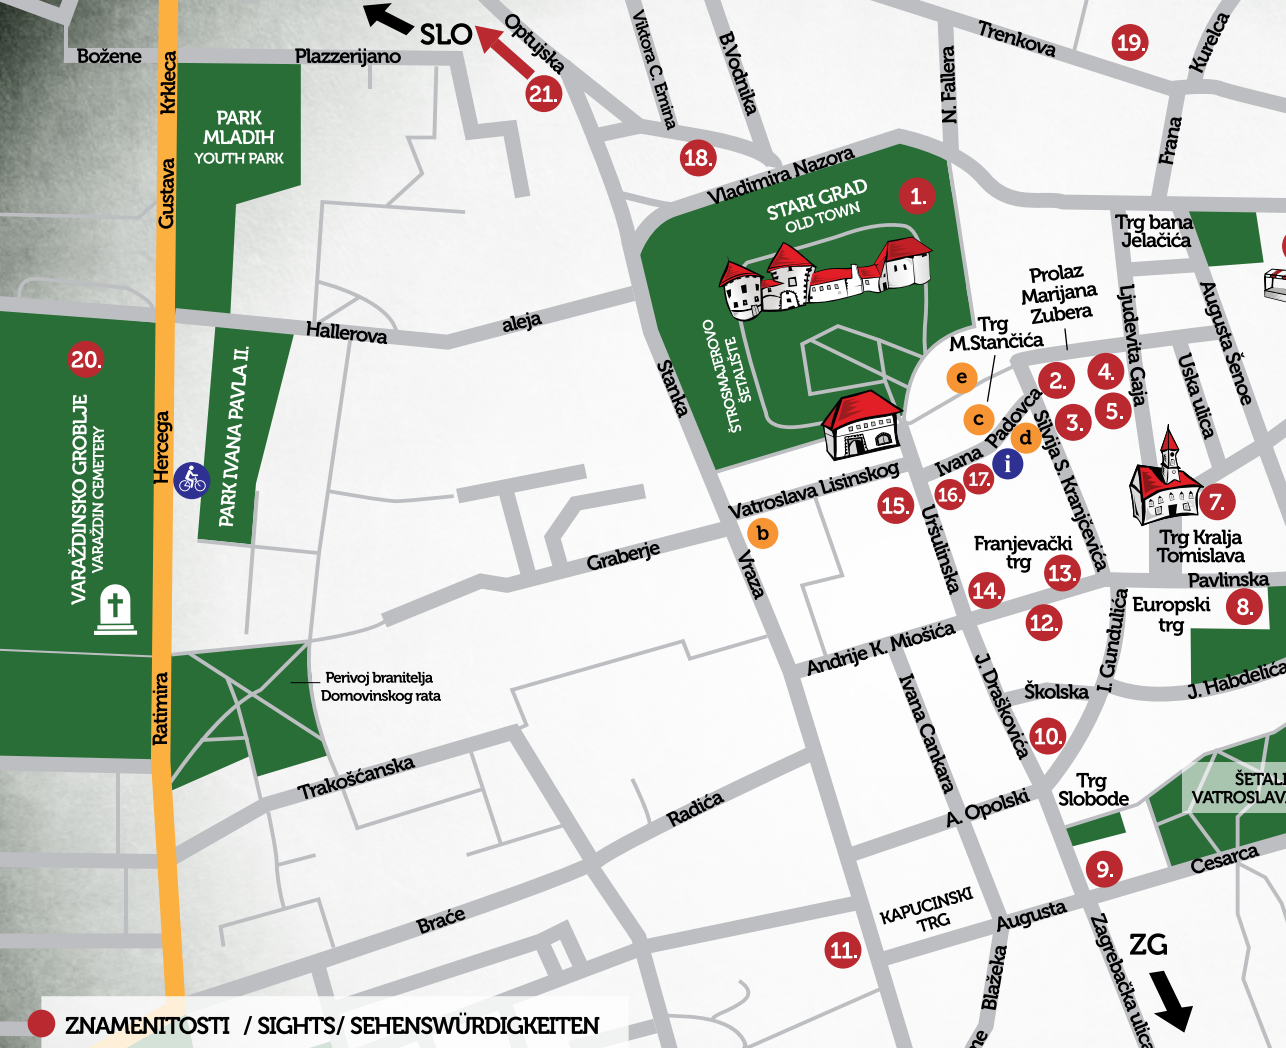 SLO
Optujska
Viktora C. Emina
B.Vodnika
Trenkova
19.
Kurelca
Božene
Krkleca
Plazzerijano
21.
N. Fallera
PARK
MLADIH
YOUTH PARK
Gustava
18.
Vladimira Nazora
Frana
STARI GRAD
OLD TOWN
1.
Trg bana
Jelačića
Prolaz
Marijana
Zubera
Ljudevita Gaja
Augusta Šenoe
Hallerova
aleja
Trg
M.Stančića
20.
VARAŽDINSKO GROBLJE
VARAŽDIN CEMETERY
PARK IVANA PAVLA II.
Stanka
ŠTROSMAJEROVO
ŠETALIŠTE
e
2.
4.
Uska ulica
c
Padovca
d
3.
5.
Silvija S. Kranjčevića
Hercega
Ivana
i
Vatroslava Lisinskog
15.
16.
17.
7.
b
Uršulinska
Franjevački
trg
Trg Kralja
Tomislava
Graberje
Vraza
14.
13.
Pavlinska
12.
I. Gundulića
Europski
trg
8.
Andrije K. Miošića
Perivoj branitelja
Domovinskog rata
Ratimira
Ivana Cankara
J. Draškovića
Školska
J. Habdelića
10.
Trakošćanska
Radića
A. Opolski
Trg
Slobode
ŠETALI
VATROSLAVA
Cesarca
9.
Braće
KAPUCINSKI
TRG
Augusta
11.
Blažeka
Zagrebačka ulica
ZG
ne
ZNAMENITOSTI / SIGHTS/ SEHENSWÜRDIGKEITEN